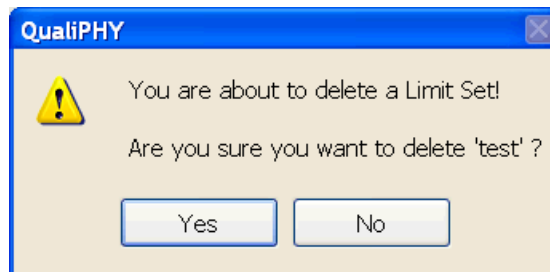 QualiPHY
You are about to delete a Limit Set!
Are you sure you want to delete 'test' ?
Yes
No